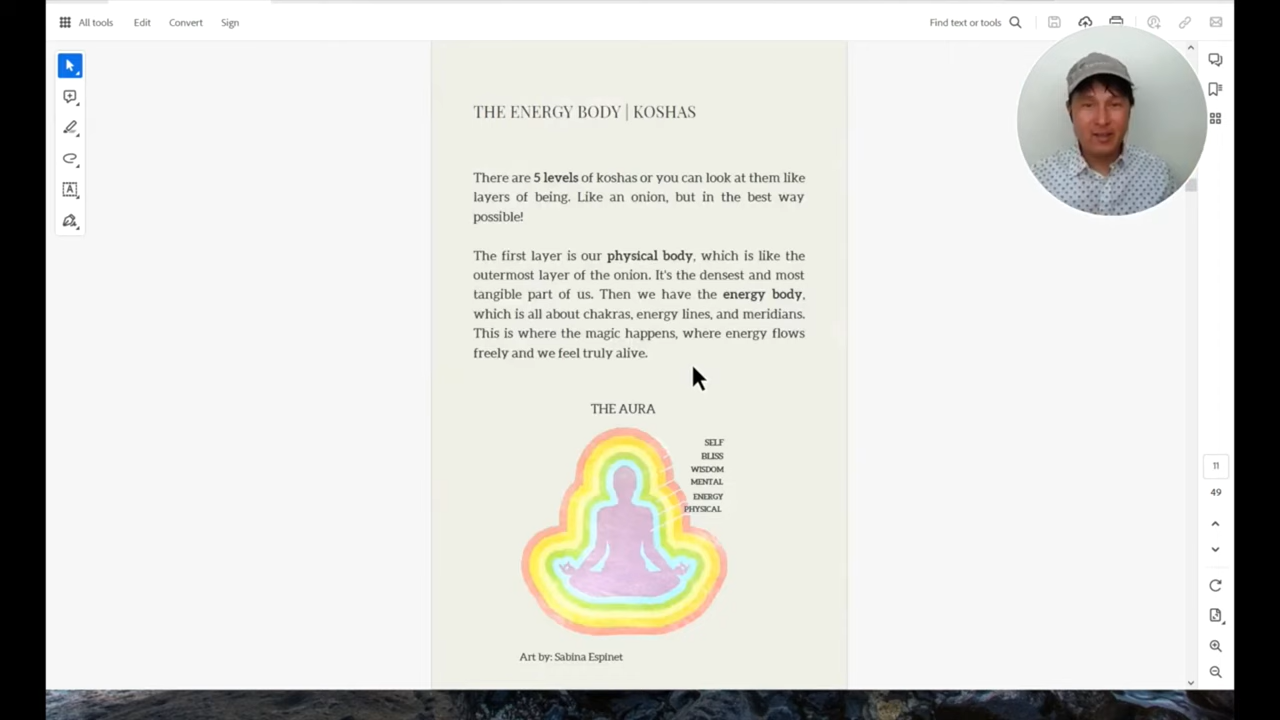 All tools
Edit
Convert
Sign
Find text or tools
THE ENERGY BODY | KOSHAS
There are 5 levels of koshas or you can look at them like
layers of being. Like an onion, but in the best way
possible!
The first layer is our physical body, which is like the
outermost layer of the onion. It's the densest and most
tangible part of us. Then we have the energy body,
which is all about chakras, energy lines, and meridians.
This is where the magic happens, where energy flows
freely and we feel truly alive.
THE AURA
SELF
BLISS
WISDOM
MENTAL
ENERGY
PHYSICAL
Art by: Sabina Espinet
11
49